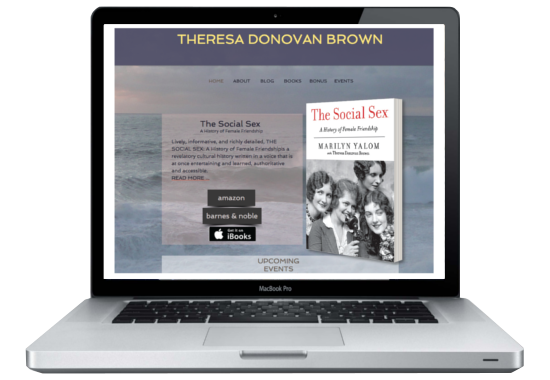 THERESA DONOVAN BROWN
HOME ABOUT BLOG BOOKS BONUS EVENTS
The Social Sex
A History of Female Friendship
Lively, informative, and richly detailed, THE
SOCIAL SEX: A History of Female Friendship is a
revelatory cultural history written in a voice that is
at once entertaining and learned, authoritative
and accessible.
READ MORE...
amazon
barnes & noble
Get it on
iBooks
The Social Sex
A History of Female Friendship
MARILYN YALOM
with Theresa Donovan Brown
UPCOMING
EVENTS
MacBook Pro